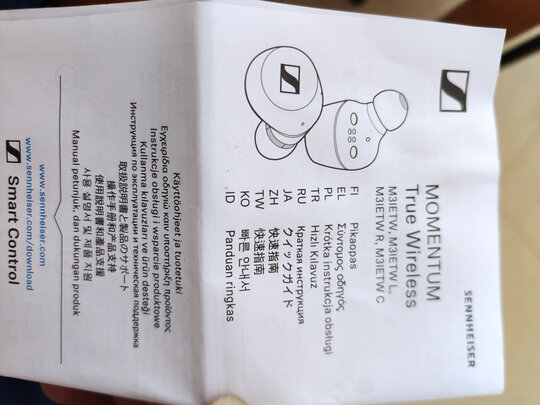 SENNHEISER
MOMENTUM
True Wireless
M3IETW, M3IETW L,
M3IETW R, M3IETW C
FI Pikaopas
EL Σύντομος οδηγός
PL Krótka instrukcja obsługi
TR Hızlı Kılavuz
RU Краткая инструкция
JA クイックガイド
ZH 快速指南
TW 快速指南
KO 빠른 안내서
ID Panduan ringkas
Käyttöohjeet ja tuotetuki
Εγχειρίδια οδηγιών και υποστήριξη προϊόντος
Instrukcje obsługi i wsparcie produktowe
Kullanma kılavuzları ve ürün desteği
Инструкция по эксплуатации и техническая поддержка
取扱説明書と製品のサポート
操作手册和产品支持
使用說明書和產品支援
사용 설명서 및 제품 지원
Manual petunjuk, dan dukungan produk
www.sennheiser.com/download
www.sennheiser.com
Smart Control